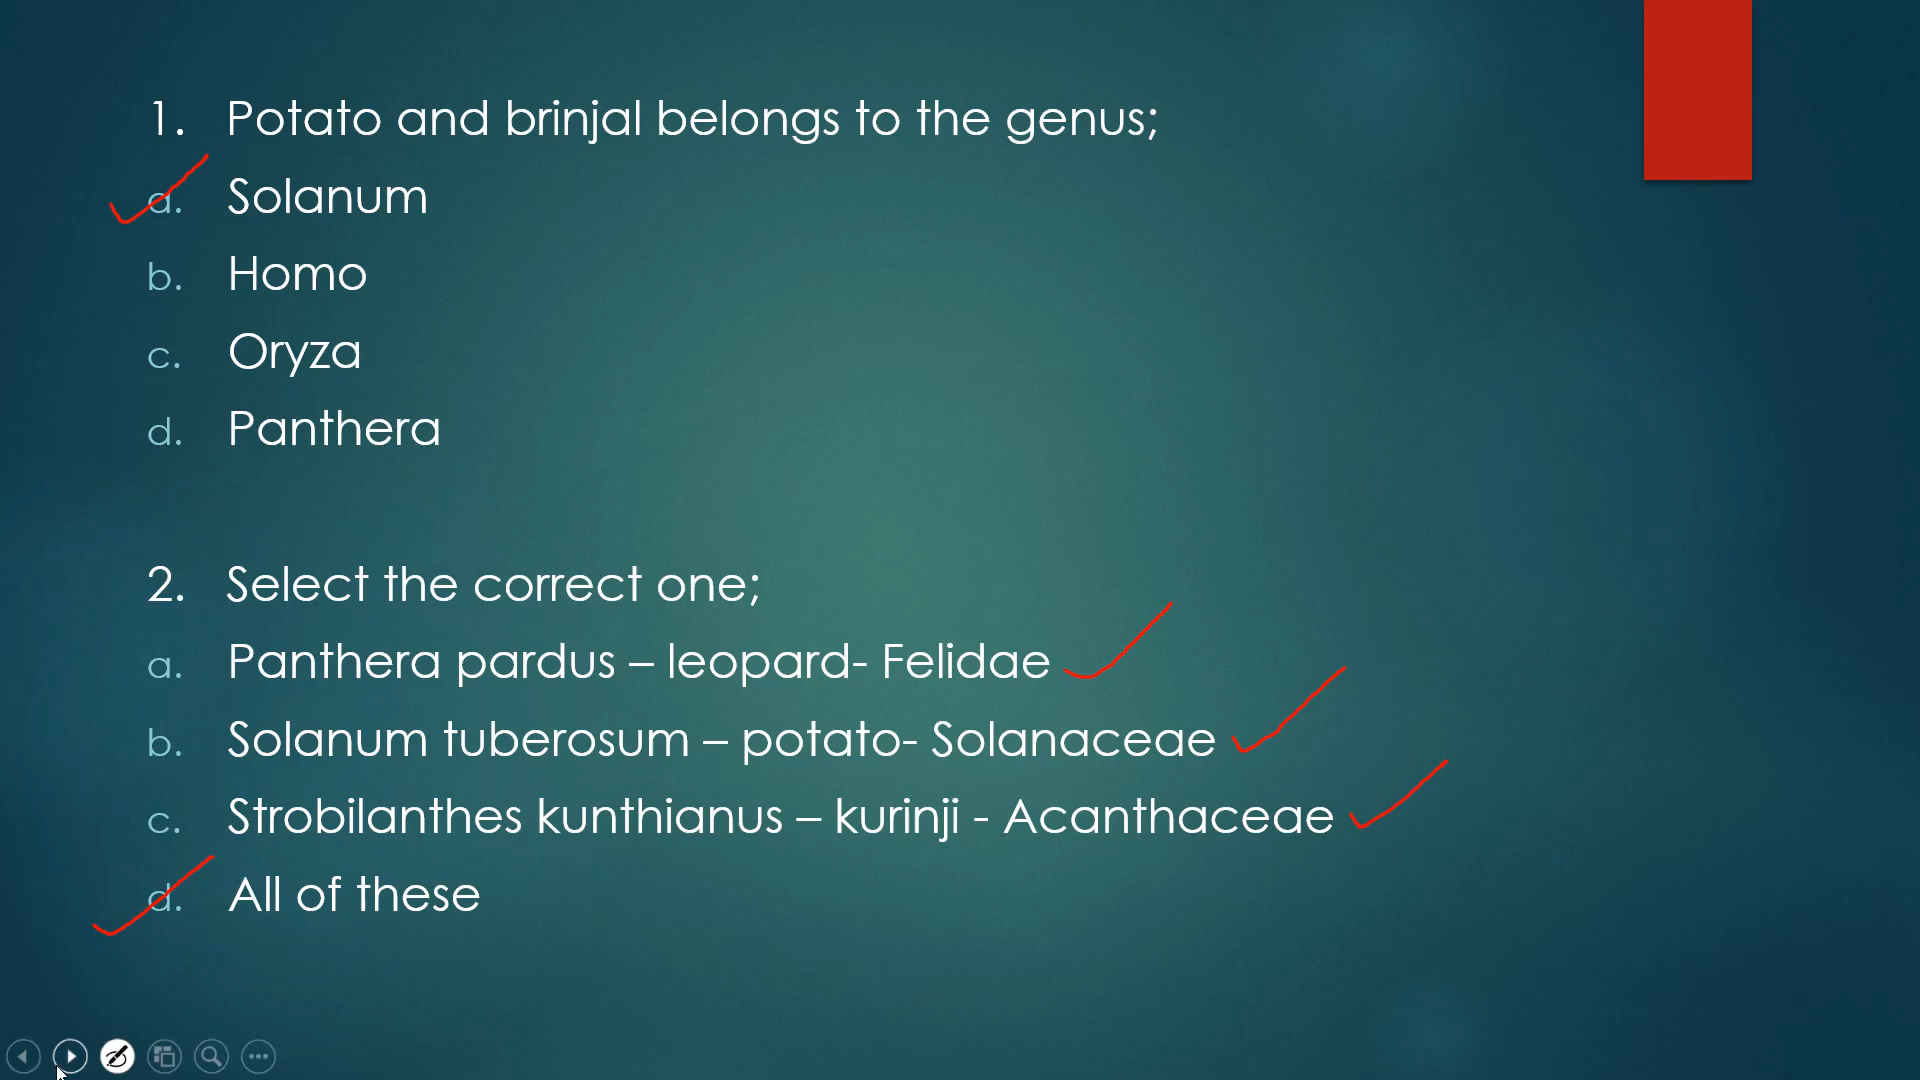 1. Potato and brinjal belongs to the genus;
a. Solanum
b. Homo
c. Oryza
d. Panthera
2. Select the correct one;
a. Panthera pardus – leopard- Felidae
b. Solanum tuberosum – potato- Solanaceae
c. Strobilanthes kunthianus – kurinji - Acanthaceae
d. All of these